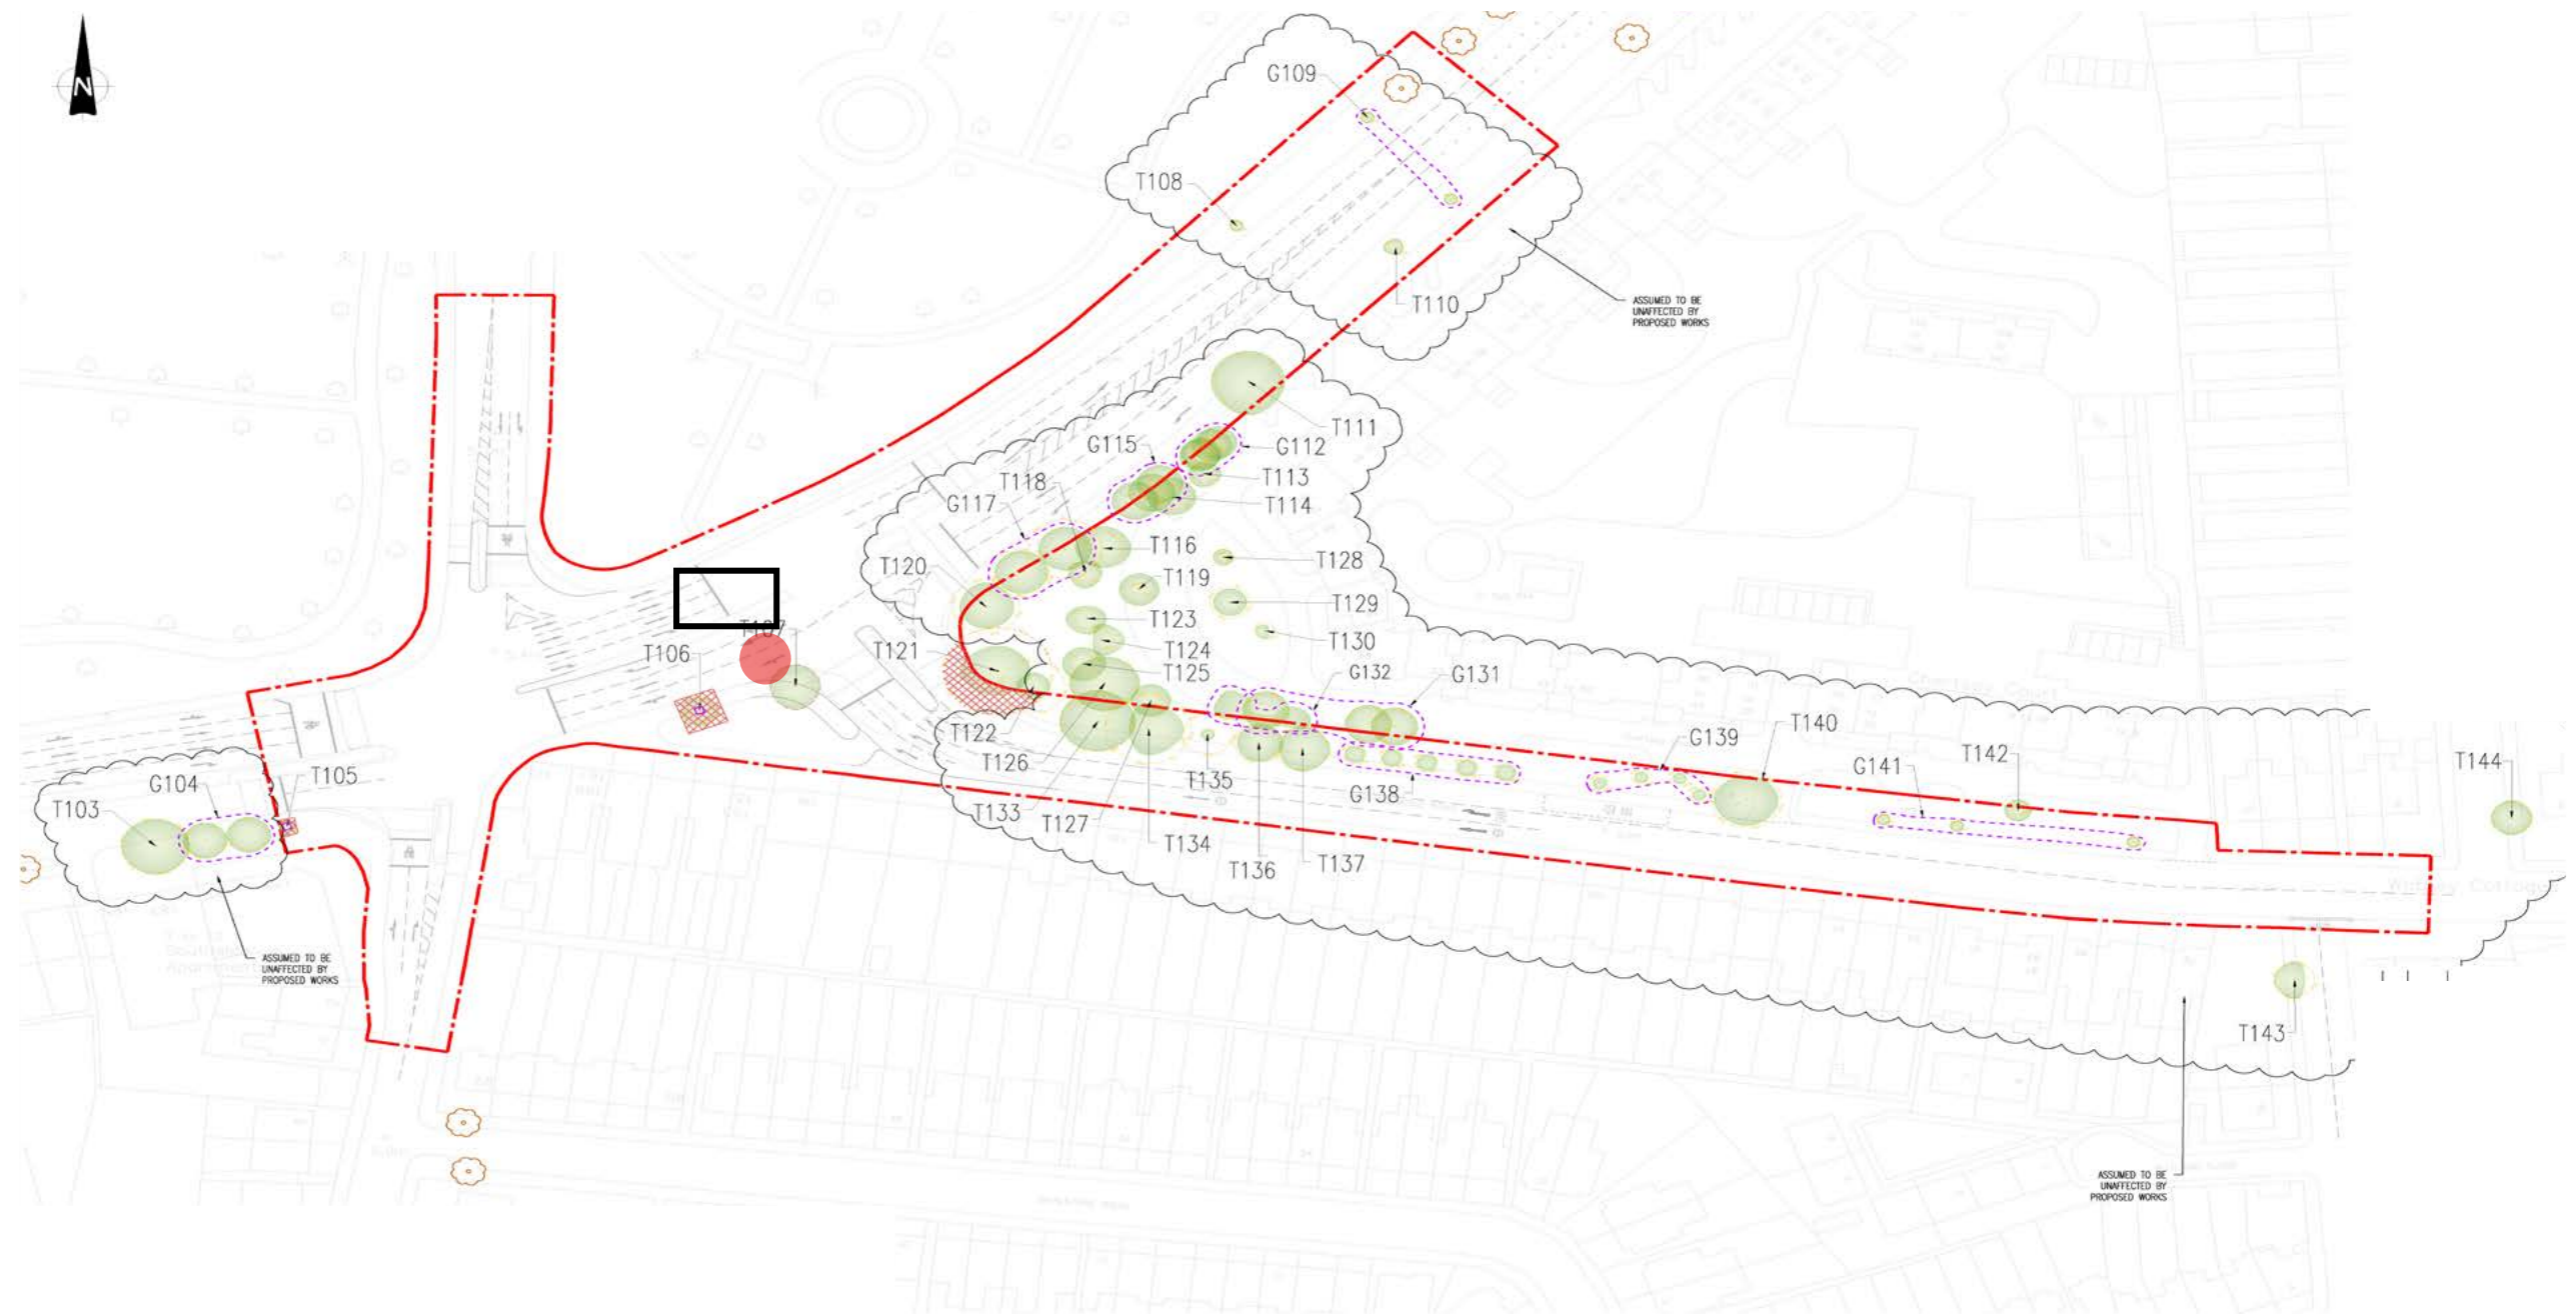 N
G109
T108
T110
ASSUMED TO BE
UNAFFECTED BY
PROPOSED WORKS
T111
G115
G112
T118
T113
G117
T114
T116
T120
T128
T119
T129
T123
T107
T130
T106
T121
T124
T125
G132
G131
T122
T126
T135
G139
T140
T142
G141
T144
G104
T105
T103
G138
T133
T127
T134
T136
T137
ASSUMED TO BE
UNAFFECTED BY
PROPOSED WORKS
T143
ASSUMED TO BE
UNAFFECTED BY
PROPOSED WORKS